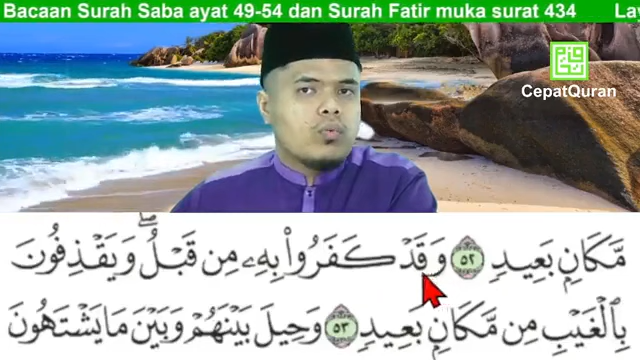 Bacaan Surah Saba ayat 49-54 dan Surah Fatir muka surat 434 Lay
CepatQuran
مَّكَانِۭ بَعِيدٍ ٥٢ وَقَدْ كَفَرُوا۟ بِهِۦ مِن قَبْلُ ۖ وَيَقْذِفُونَ
بِٱلْغَيْبِ مِن مَّكَانِۭ بَعِيدٍ ٥٣ وَحِيلَ بَيْنَهُمْ وَبَيْنَ مَا يَشْتَهُونَ